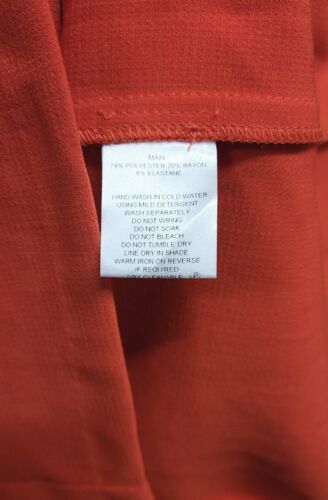 MAIN
74% POLYESTER, 20% RAYON
6% ELASTANE
HAND WASH IN COLD WATER
USING MILD DETERGENT
WASH SEPARATELY
DO NOT WRING
DO NOT SOAK
DO NOT BLEACH
DO NOT TUMBLE DRY
LINE DRY IN SHADE
WARM IRON ON REVERSE
IF REQUIRED
DRY CLEANABLE